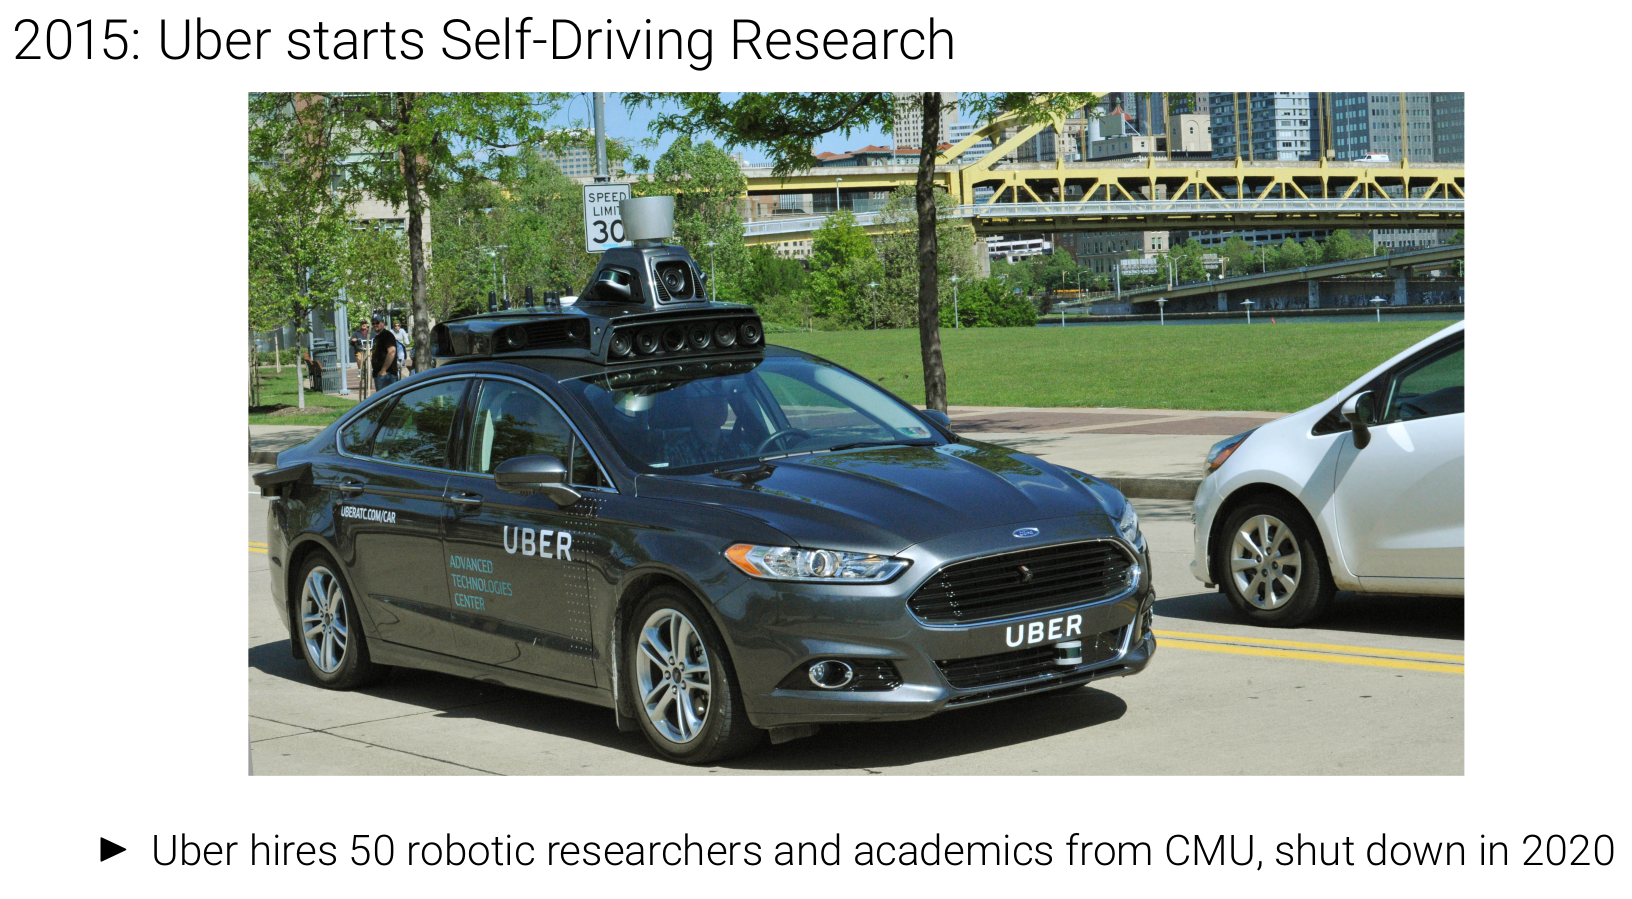 2015: Uber starts Self-Driving Research
SPEED
LIMIT
30
UBERATC.COM/CAR
UBER
ADVANCED
TECHNOLOGIES
CENTER
Ford
UBER
► Uber hires 50 robotic researchers and academics from CMU, shut down in 2020